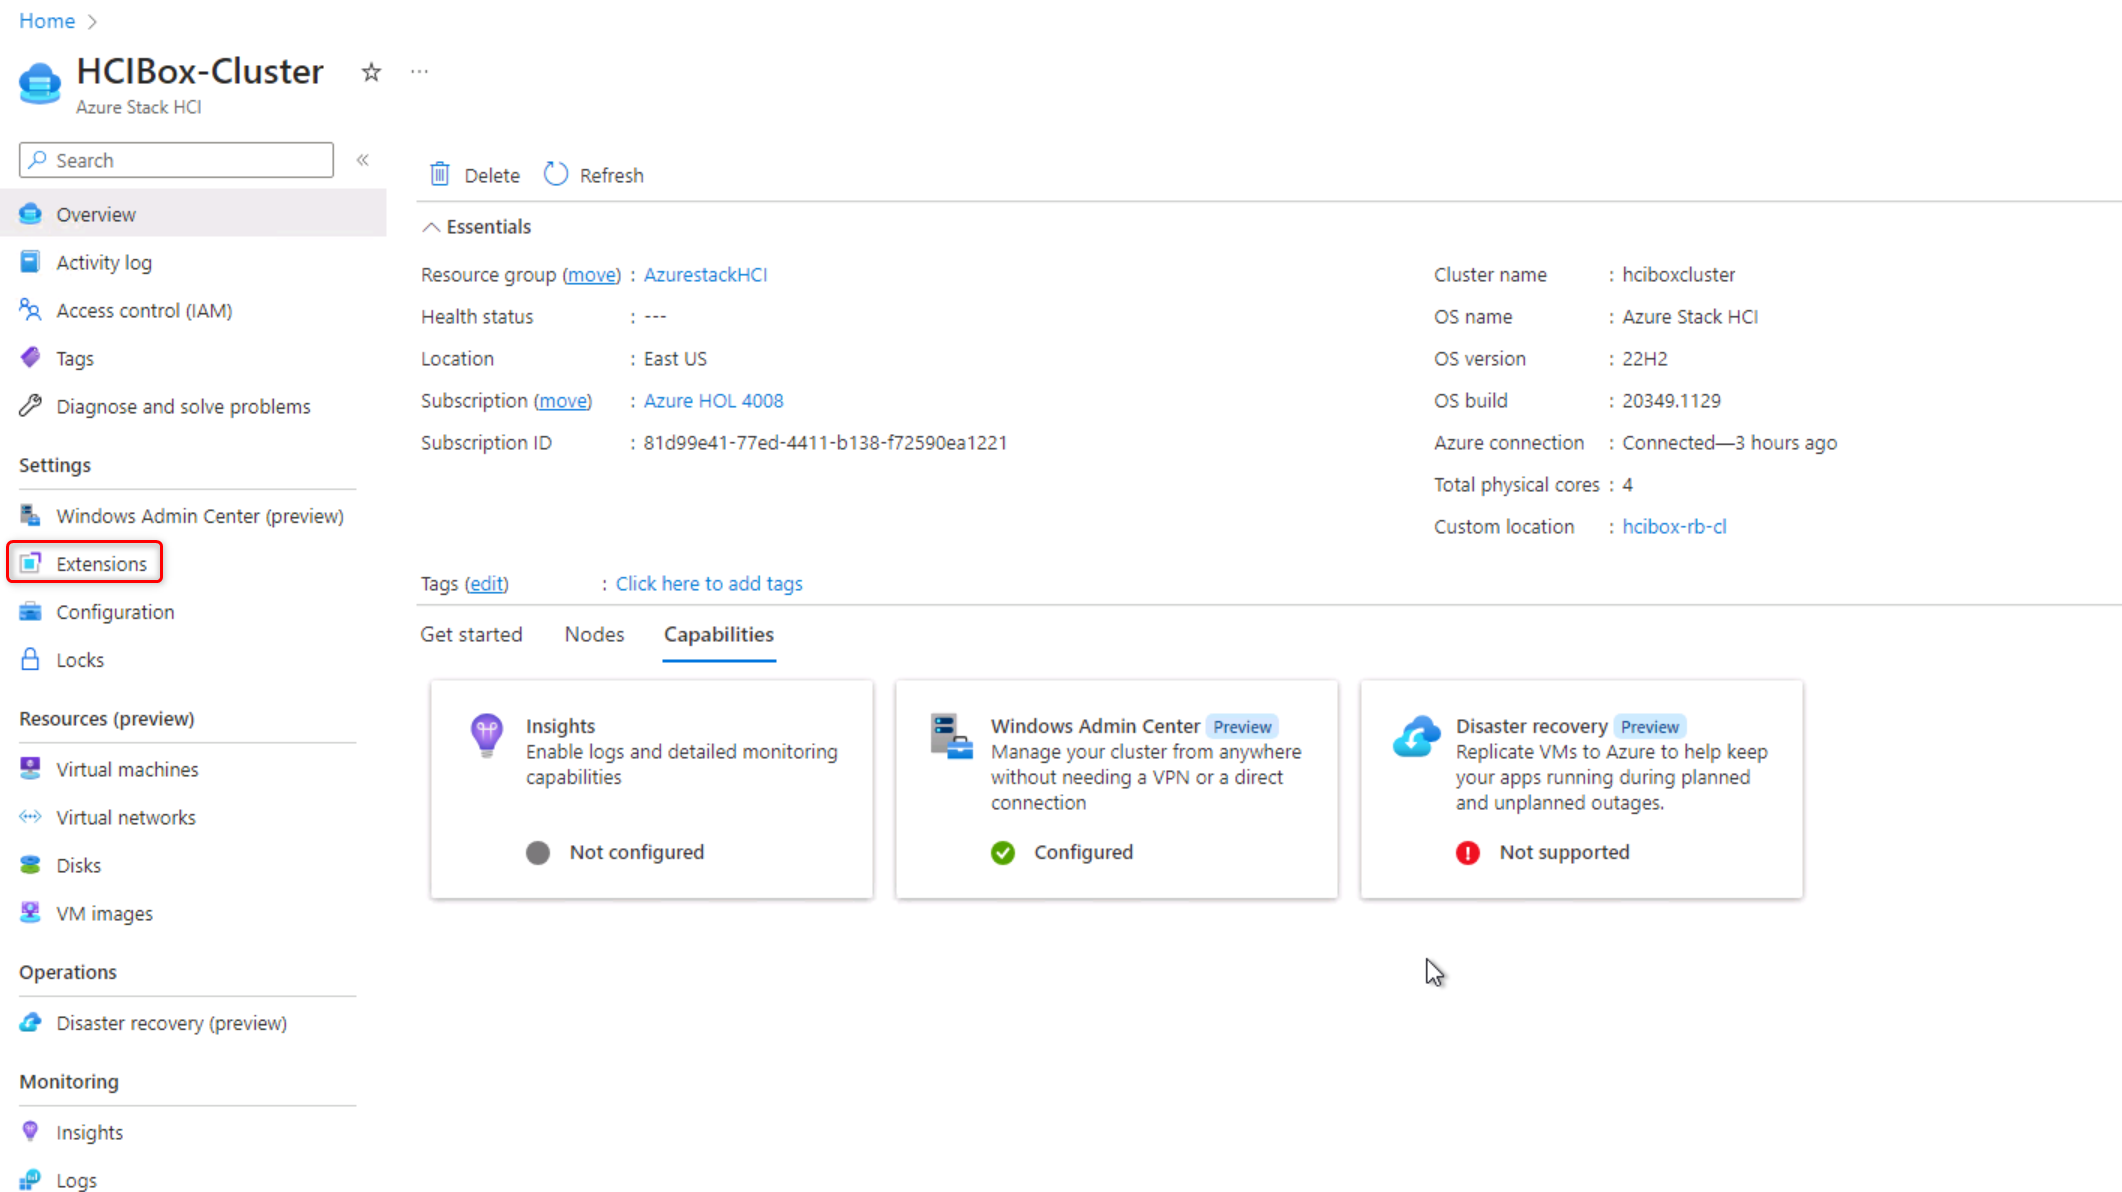 Home
HCIBox-Cluster
Azure Stack HCI
Search
Overview
Activity log
Access control (IAM)
Tags
Diagnose and solve problems
Settings
Windows Admin Center (preview)
Extensions
Configuration
Locks
Resources (preview)
Virtual machines
Virtual networks
Disks
VM images
Operations
Disaster recovery (preview)
Monitoring
Insights
Logs
Delete Refresh
Essentials
Resource group (move) : AzurestackHCI
Health status : ---
Location : East US
Subscription (move) : Azure HOL 4008
Subscription ID : 81d99e41-77ed-4411-b138-f72590ea1221
Cluster name : hciboxcluster
OS name : Azure Stack HCI
OS version : 22H2
OS build : 20349.1129
Azure connection : Connected—3 hours ago
Total physical cores : 4
Custom location : hcibox-rb-cl
Tags (edit) : Click here to add tags
Get started Nodes Capabilities
Insights
Enable logs and detailed monitoring
capabilities
Not configured
Windows Admin Center Preview
Manage your cluster from anywhere
without needing a VPN or a direct
connection
Configured
Disaster recovery Preview
Replicate VMs to Azure to help keep
your apps running during planned
and unplanned outages.
Not supported